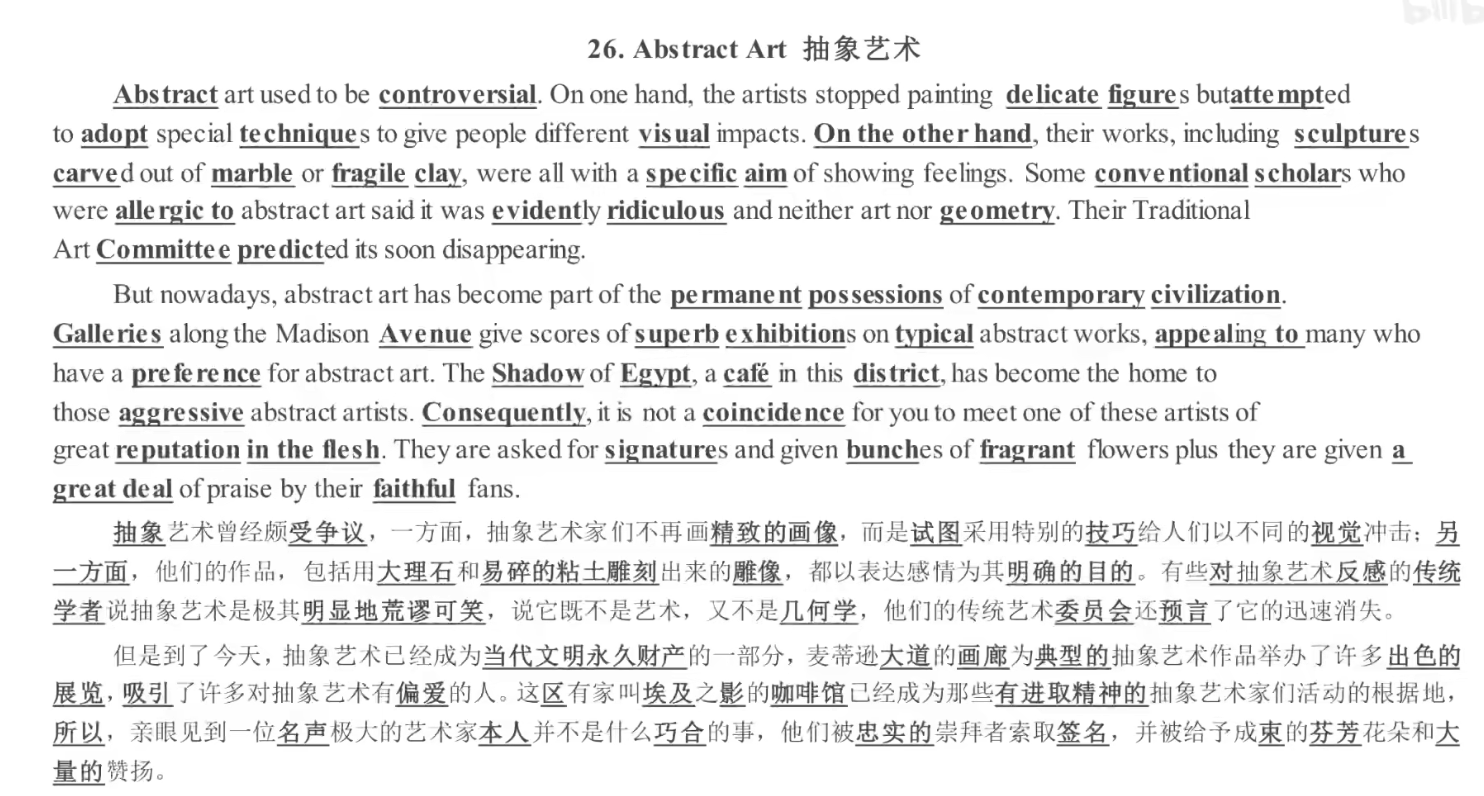 26. Abstract Art 抽象艺术
Abstract art used to be controversial. On one hand, the artists stopped painting delicate figures butattempted
to adopt special techniques to give people different visual impacts. On the other hand, their works, including sculptures
carved out of marble or fragile clay, were all with a specific aim of showing feelings. Some conventional scholars who
were allergic to abstract art said it was evidently ridiculous and neither art nor geometry. Their Traditional
Art Committee predicted its soon disappearing.
But nowadays, abstract art has become part of the permanent possessions of contemporary civilization.
Galleries along the Madison Avenue give scores of superb exhibitions on typical abstract works, appealing to many who
have a preference for abstract art. The Shadow of Egypt, a café in this district, has become the home to
those aggressive abstract artists. Consequently, it is not a coincidence for you to meet one of these artists of
great reputation in the flesh. They are asked for signatures and given bunches of fragrant flowers plus they are given a
great deal of praise by their faithful fans.
抽象艺术曾经颇受争议，一方面，抽象艺术家们不再画精致的画像，而是试图采用特别的技巧给人们以不同的视觉冲击；另
一方面，他们的作品，包括用大理石和易碎的粘土雕刻出来的雕像，都以表达感情为其明确的目的。有些对抽象艺术反感的传统
学者说抽象艺术是极其明显地荒谬可笑，说它既不是艺术，又不是几何学，他们的传统艺术委员会还预言了它的迅速消失。
但是到了今天，抽象艺术已经成为当代文明永久财产的一部分，麦蒂逊大道的画廊为典型的抽象艺术作品举办了许多出色的
展览，吸引了许多对抽象艺术有偏爱的人。这区有家叫埃及之影的咖啡馆已经成为那些有进取精神的抽象艺术家们活动的根据地，
所以，亲眼见到一位名声极大的艺术家本人并不是什么巧合的事，他们被忠实的崇拜者索取签名，并被给予成束的芬芳花朵和大
量的赞扬。